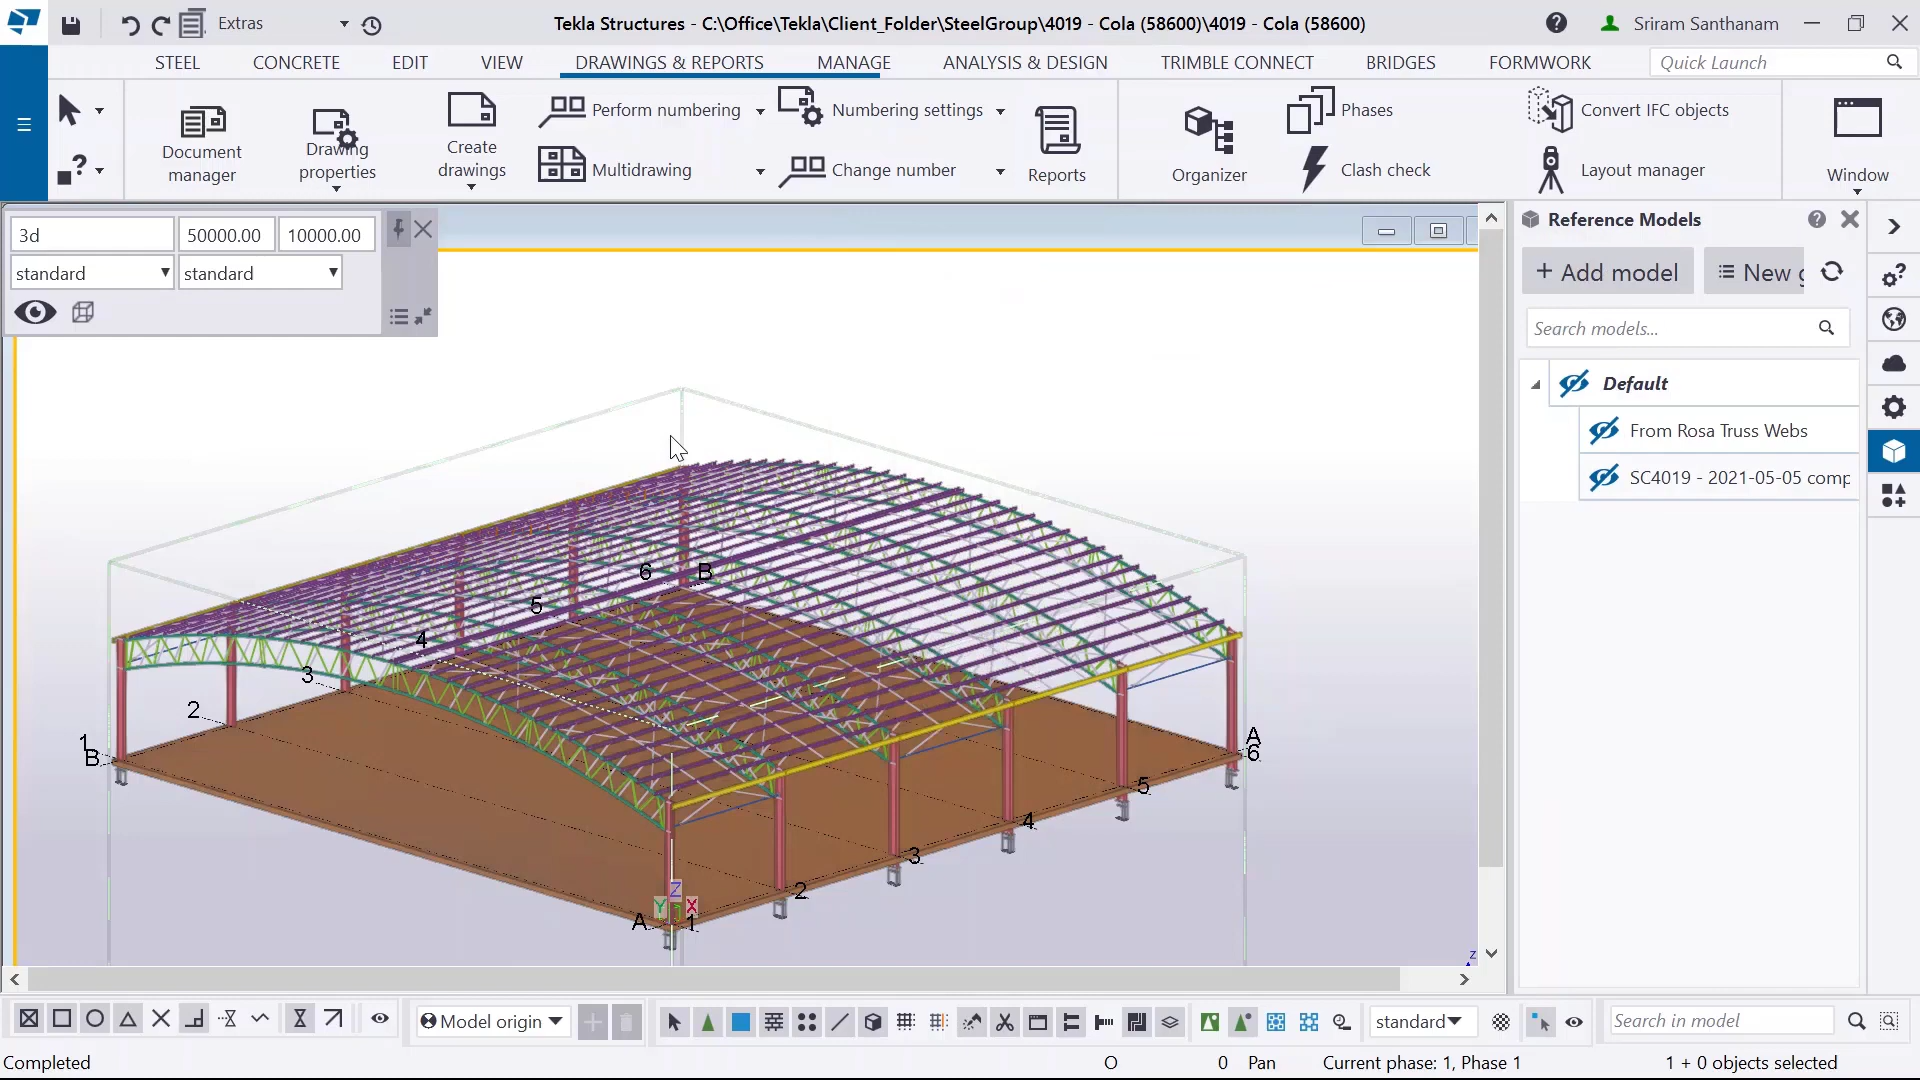 Extras
Tekla Structures - C:\Office\Tekla\Client_Folder\SteelGroup\4019 - Cola (58600)\4019 - Cola (58600)
Sriram Santhanam
STEEL CONCRETE EDIT VIEW DRAWINGS & REPORTS MANAGE ANALYSIS & DESIGN TRIMBLE CONNECT BRIDGES FORMWORK
Quick Launch
Document manager
Drawing properties
Create drawings
Perform numbering
Multidrawing
Numbering settings
Change number
Reports
Organizer
Phases
Clash check
Convert IFC objects
Layout manager
Window
3d 50000.00 10000.00
standard standard
Reference Models
+ Add model
New g
Search models...
Default
From Rosa Truss Webs
SC4019 - 2021-05-05 comp
6 B
5
4
3
2
1
B
A
6
5
4
3
2
A 1
Z
Y X
z
Model origin
standard
Search in model
Completed
O 0 Pan Current phase: 1, Phase 1 1 + 0 objects selected